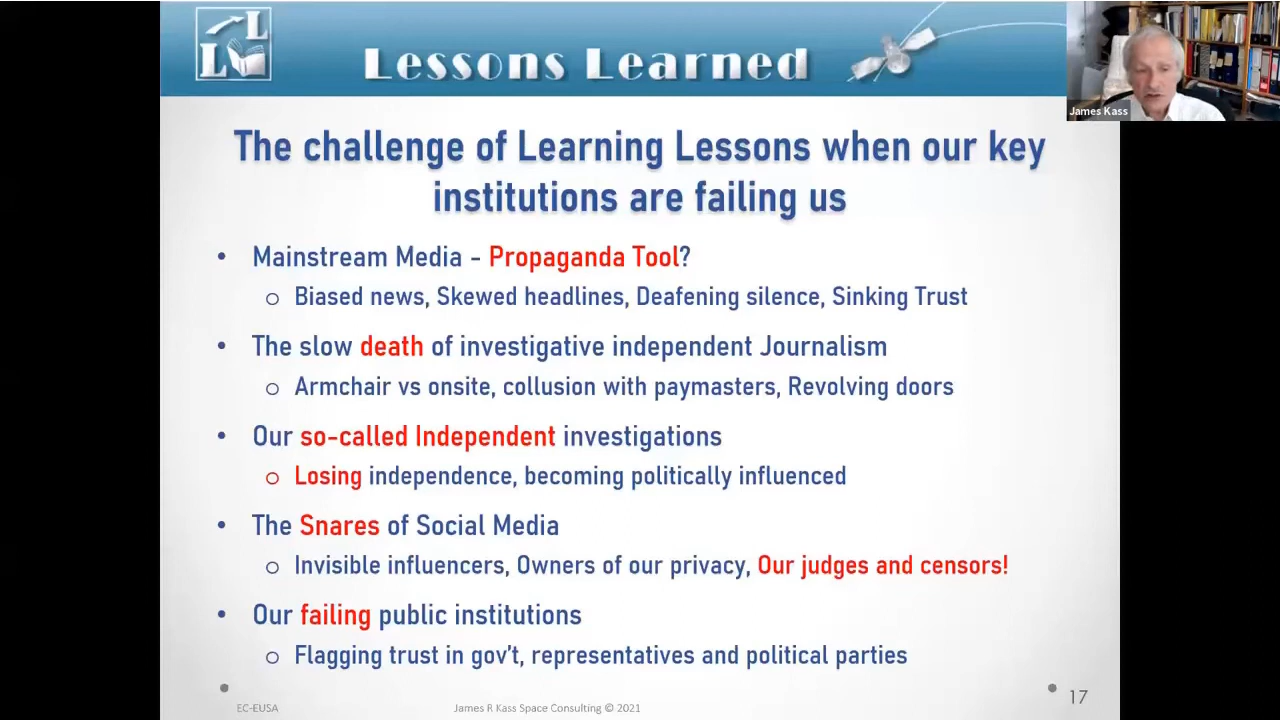 L L
Lessons Learned
James Kass
The challenge of Learning Lessons when our key
institutions are failing us
• Mainstream Media - Propaganda Tool?
o Biased news, Skewed headlines, Deafening silence, Sinking Trust
• The slow death of investigative independent Journalism
o Armchair vs onsite, collusion with paymasters, Revolving doors
• Our so-called Independent investigations
o Losing independence, becoming politically influenced
• The Snares of Social Media
o Invisible influencers, Owners of our privacy, Our judges and censors!
• Our failing public institutions
o Flagging trust in gov't, representatives and political parties
EC-EUSA
James R Kass Space Consulting © 2021
17